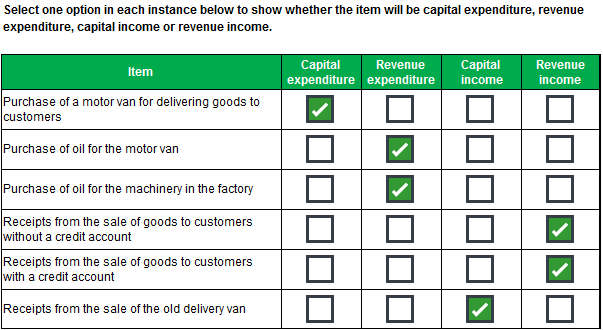 Select one option in each instance below to show whether the item will be capital expenditure, revenue
expenditure, capital income or revenue income.
Item
Capital
expenditure
Revenue
expenditure
Capital
income
Revenue
income
Purchase of a motor van for delivering goods to
customers
Purchase of oil for the motor van
Purchase of oil for the machinery in the factory
Receipts from the sale of goods to customers
without a credit account
Receipts from the sale of goods to customers
with a credit account
Receipts from the sale of the old delivery van